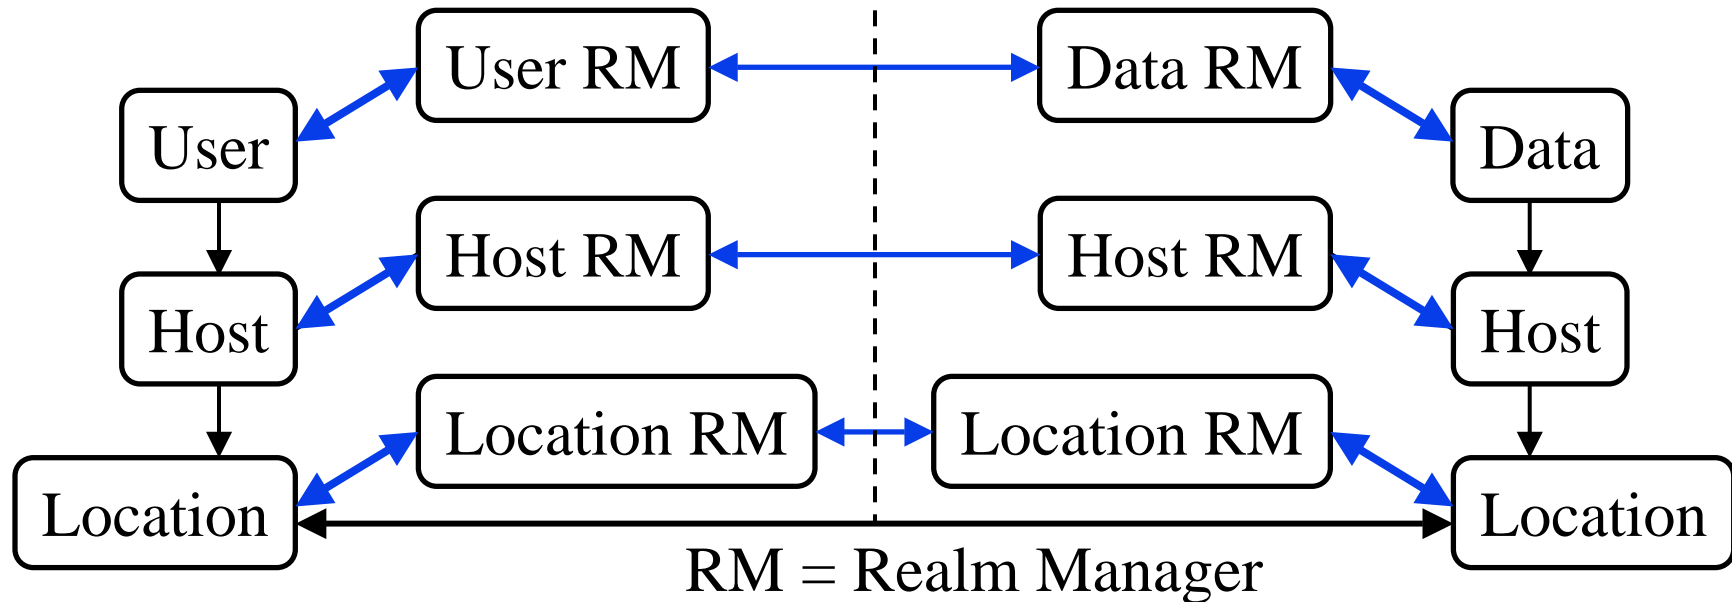 User RM
Data RM
User
Data
Host RM
Host RM
Host
Host
Location RM
Location RM
Location
Location
RM = Realm Manager